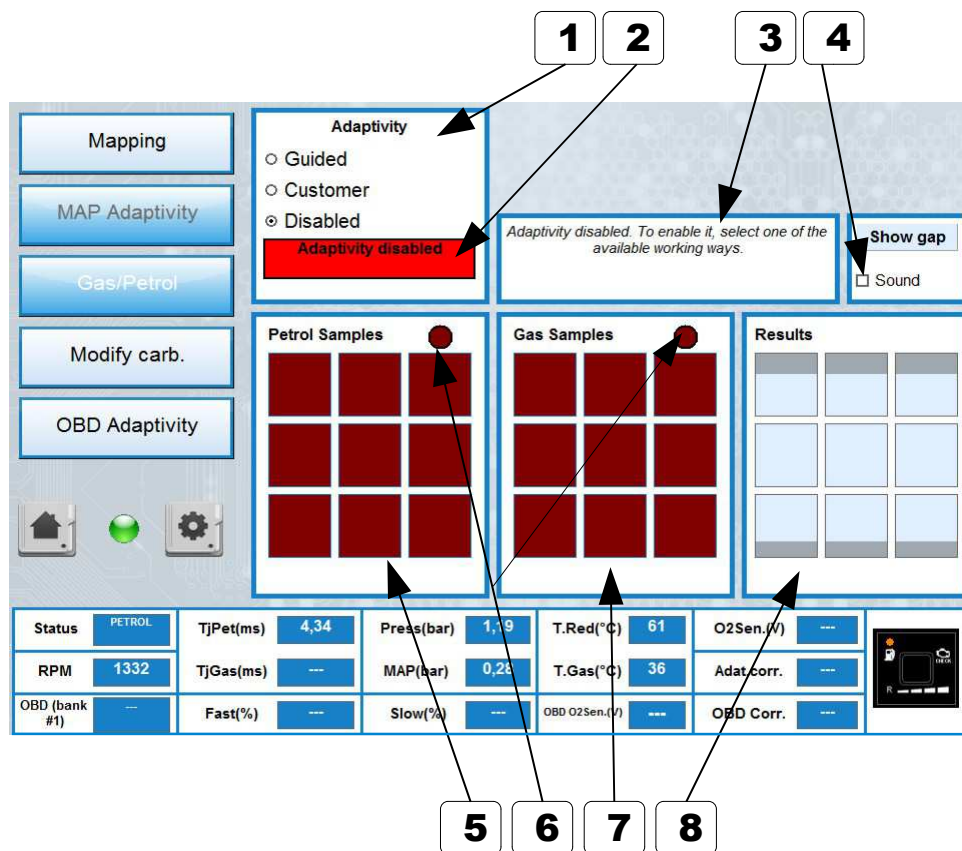 1 2 3 4
Mapping
MAP Adaptivity
Gas/Petrol
Modify carb.
OBD Adaptivity
Adaptivity
Guided
Customer
Disabled
Adaptivity disabled
Adaptivity disabled. To enable it, select one of the
available working ways.
Show gap
Sound
Petrol Samples
Gas Samples
Results
Status PETROL TjPet(ms) 4,34 Press(bar) 1,19 T.Red(°C) 61 O2Sen.(V) ---
RPM 1332 TjGas(ms) --- MAP(bar) 0,28 T.Gas(°C) 36 Adat.corr. ---
OBD (bank
#1) --- Fast(%) --- Slow(%) --- OBD O2Sen.(V) --- OBD Corr. ---
CHECK
R
5 6 7 8